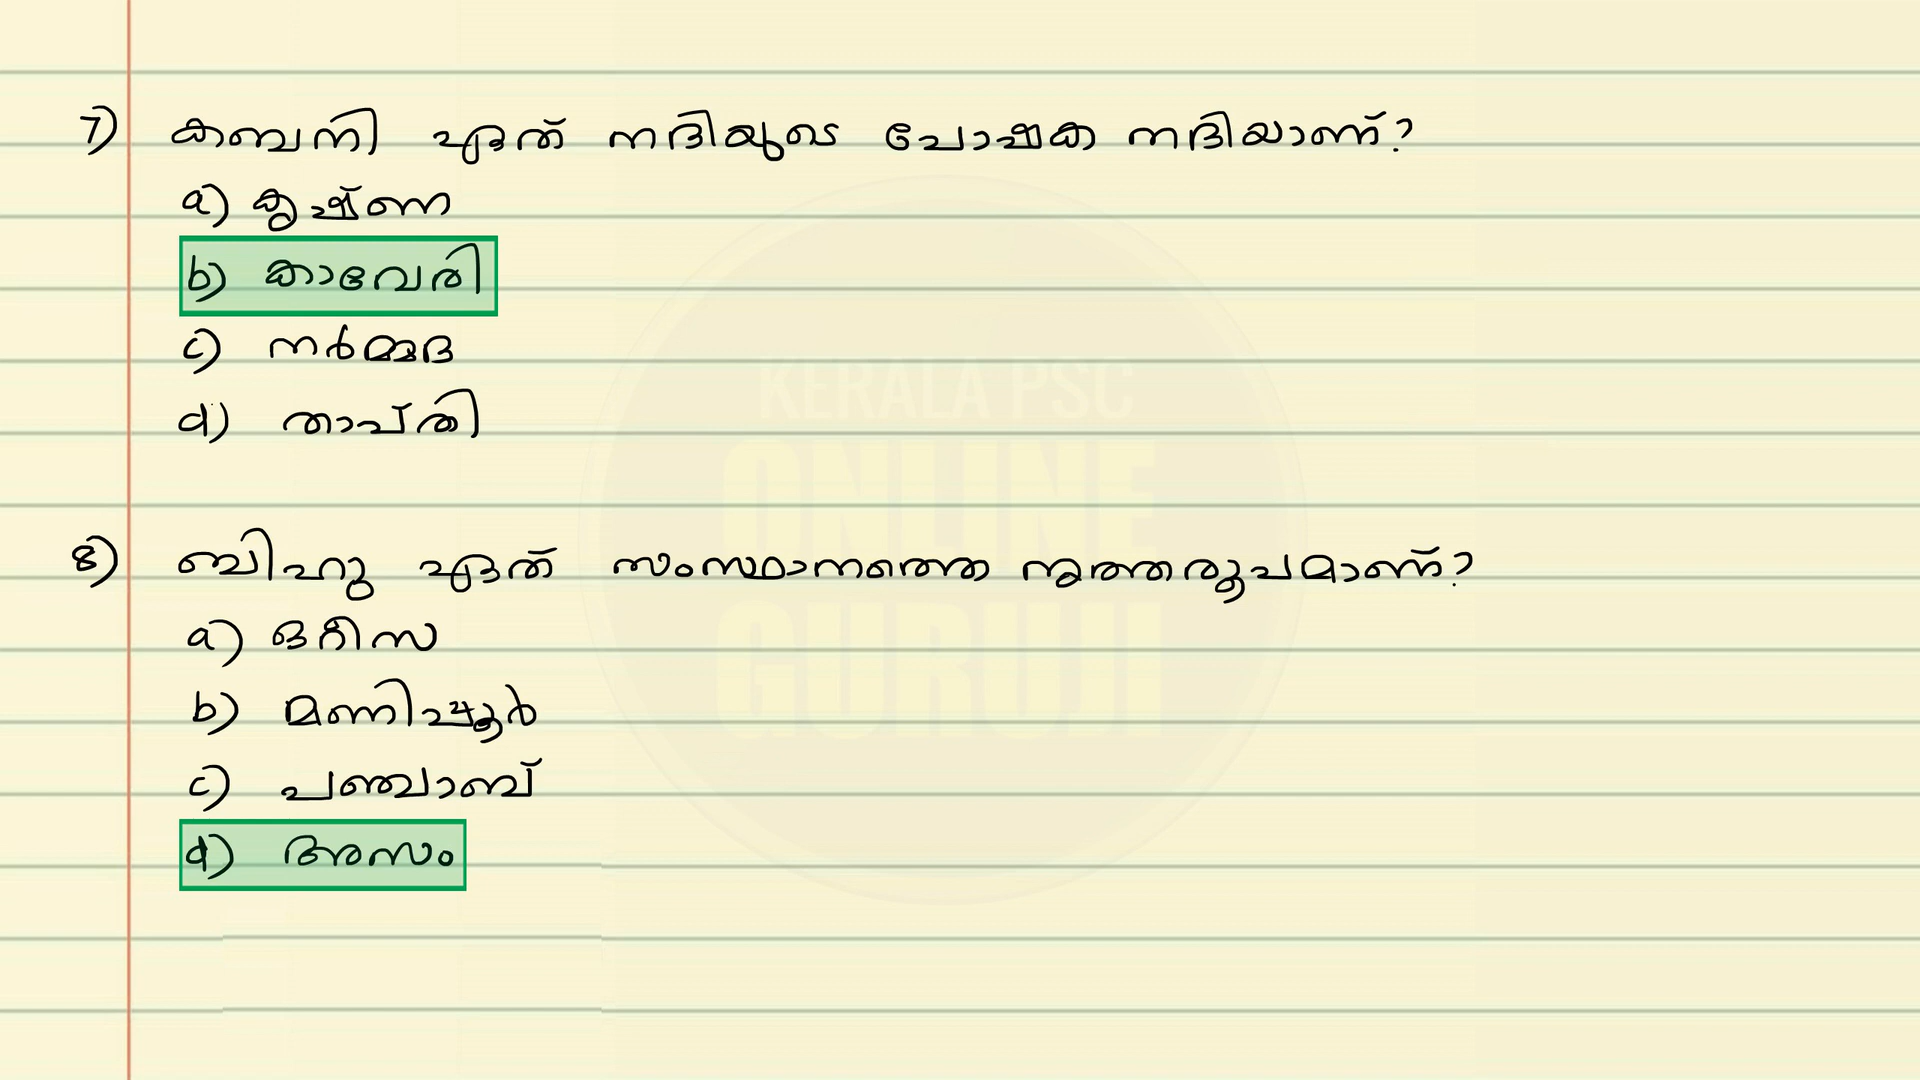 7) കബനി ഏത് നദിയുടെ പോഷക നദിയാണ്?
a) കൃഷ്ണ
b) കാവേരി
c) നർമ്മദ
d) താപ്തി
8) ബിഹു ഏത് സംസ്ഥാനത്തെ നൃത്തരൂപമാണ്?
a) ഒറീസ
b) മണിപ്പൂർ
c) പഞ്ചാബ്
d) അസം
KERALA PSC
ONLINE
GURUJI